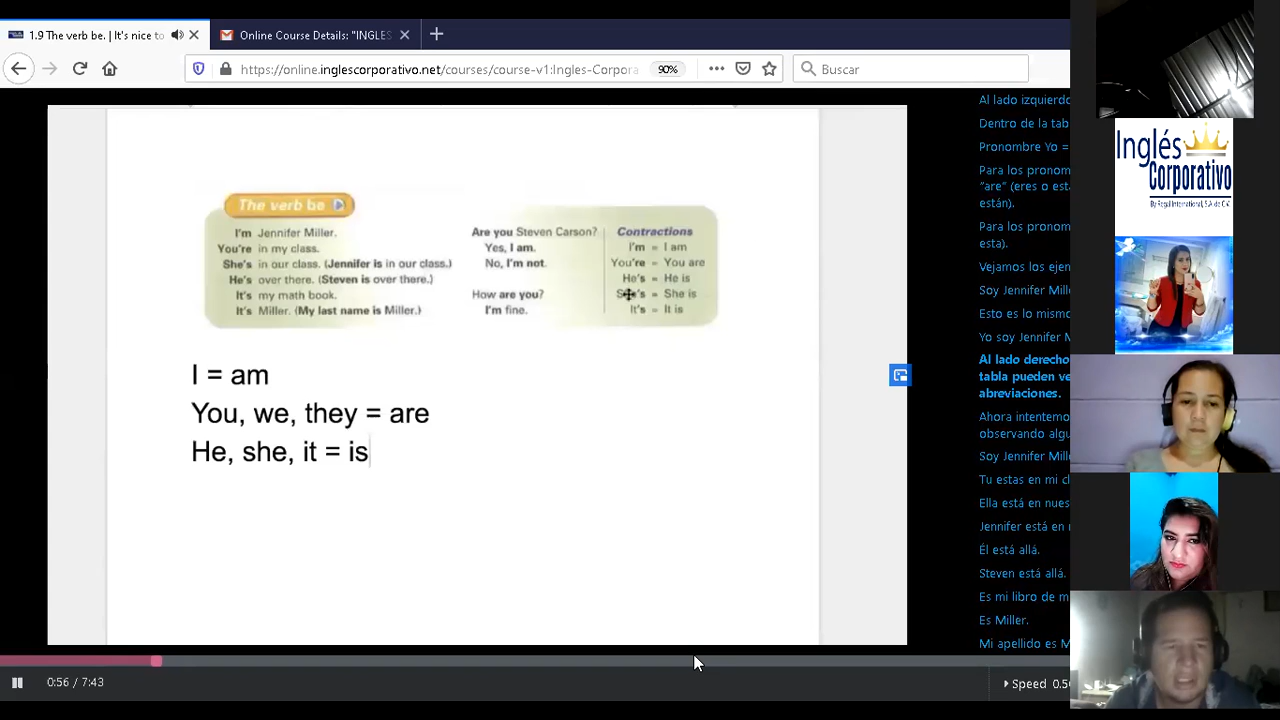 1.9 The verb be. | It's nice to
Online Course Details: "INGLES
https://online.inglescorporativo.net/courses/course-v1:Ingles-Corpora
90%
Buscar
The verb be
I'm Jennifer Miller.
You're in my class.
She's in our class. (Jennifer is in our class.)
He's over there. (Steven is over there.)
It's my math book.
It's Miller. (My last name is Miller.)
Are you Steven Carson?
Yes, I am.
No, I'm not.
How are you?
I'm fine.
Contractions
I'm = I am
You're = You are
He's = He is
She's = She is
It's = It is
I = am
You, we, they = are
He, she, it = is
Al lado izquierdo
Dentro de la tab
Pronombre Yo =
Para los pronom
"are" (eres o está
están).
Para los pronom
esta).
Vejamos los ejem
Soy Jennifer Mill
Esto es lo mismo
Yo soy Jennifer M
Al lado derecho
tabla pueden ve
abreviaciones.
Ahora intentemo
observando algu
Soy Jennifer Mill
Tu estas en mi cl
Ella está en nues
Jennifer está en n
Él está allá.
Steven está allá.
Es mi libro de m
Es Miller.
Mi apellido es M
0:56 / 7:43
Speed 0.5
Inglés
Corporativo
By Regal International, S.A. de C.V.